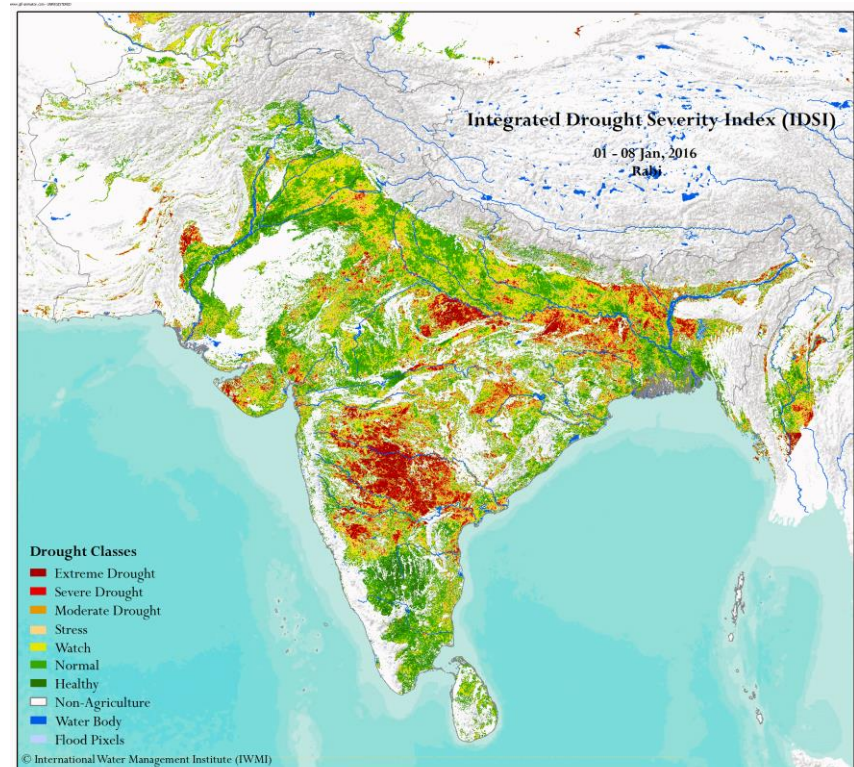 Integrated Drought Severity Index (IDSI)
01 - 08 Jan, 2016
Rabi
Drought Classes
Extreme Drought
Severe Drought
Moderate Drought
Stress
Watch
Normal
Healthy
Non-Agriculture
Water Body
Flood Pixels
© International Water Management Institute (IWMI)